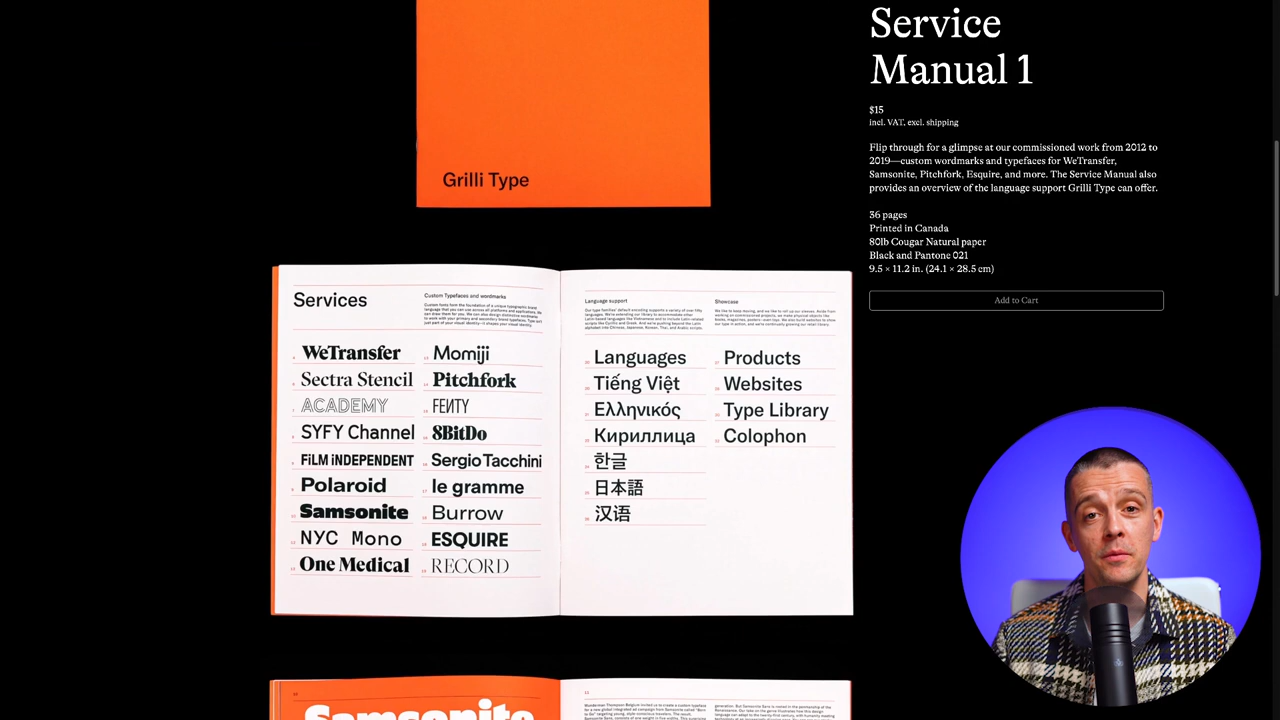 Service
Manual 1
$15
incl. VAT, excl. shipping
Flip through for a glimpse at our commissioned work from 2012 to
2019—custom wordmarks and typefaces for WeTransfer,
Samsonite, Pitchfork, Esquire, and more. The Service Manual also
provides an overview of the language support Grilli Type can offer.
36 pages
Printed in Canada
80lb Cougar Natural paper
Black and Pantone 021
9.5 × 11.2 in. (24.1 × 28.5 cm)
Add to Cart
Grilli Type
Services
Custom Typefaces and wordmarks
WeTransfer
Sectra Stencil
ACADEMY
SYFY Channel
FiLM iNDEPENDENT
Polaroid
Samsonite
NYC Mono
One Medical
Momiji
Pitchfork
FENTY
8BitDo
Sergio Tacchini
le gramme
Burrow
ESQUIRE
RECORD
Language support
Languages
Tiếng Việt
Ελληνικός
Кириллица
한글
日本語
汉语
Showcase
Products
Websites
Type Library
Colophon
Samsonite